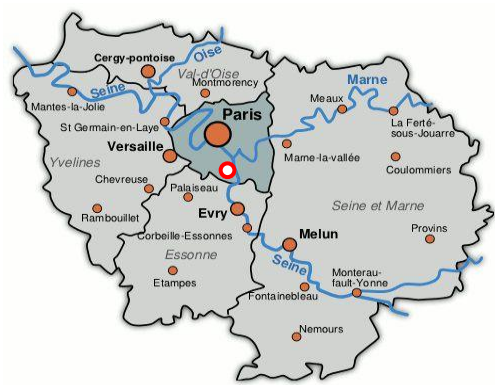 Cergy-pontoise
Oise
Val-d'Oise
Montmorency
Marne
Mantes-la-Jolie
Seine
Meaux
Paris
La Ferté-
sous-Jouarre
St Germain-en-Laye
Versaille
Marne-la-vallée
Yvelines
Coulommiers
Chevreuse
Palaiseau
Rambouillet
Evry
Seine et Marne
Corbeille-Essonnes
Melun
Provins
Essonne
Seine
Etampes
Monterau-
fault-Yonne
Fontainebleau
Nemours